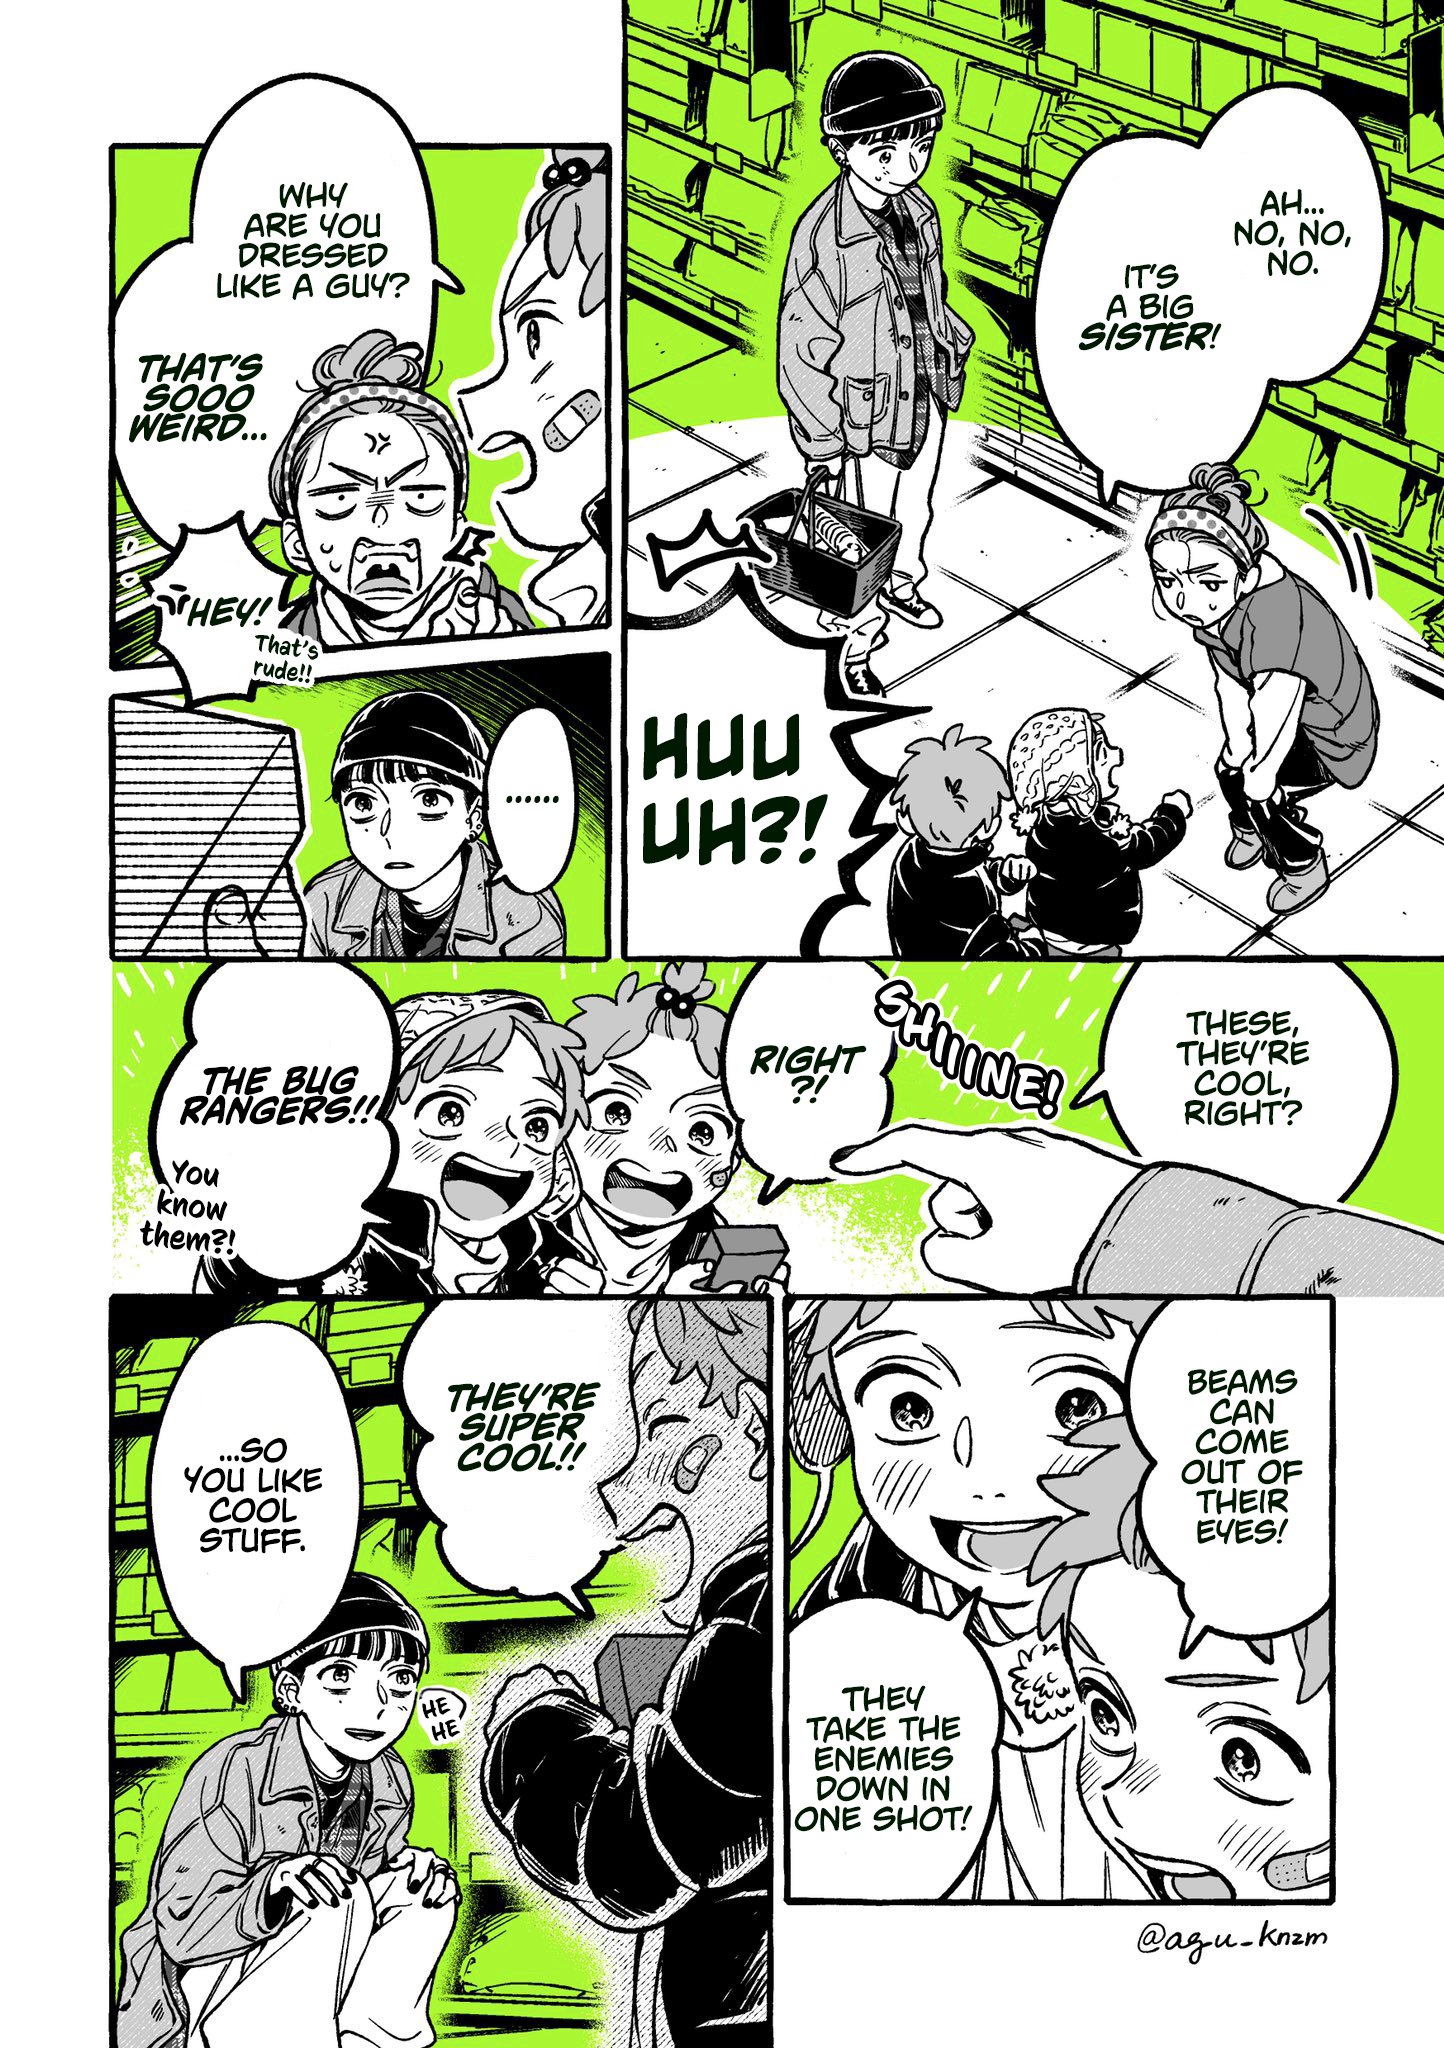 AH...
NO, NO,
NO.
IT'S
A BIG
SISTER!
HUU
UH?!
WHY
ARE YOU
DRESSED
LIKE A GUY?
THAT'S
SOOO
WEIRD...
HEY!
That's
rude!!
......
THESE,
THEY'RE
COOL,
RIGHT?
SHIIINE!
RIGHT
?!
THE BUG
RANGERS!!
You
know
them?!
BEAMS
CAN
COME
OUT OF
THEIR
EYES!
THEY
TAKE THE
ENEMIES
DOWN IN
ONE SHOT!
THEY'RE
SUPER
COOL!!
...SO
YOU LIKE
COOL
STUFF.
HE
HE
@agu_knzm